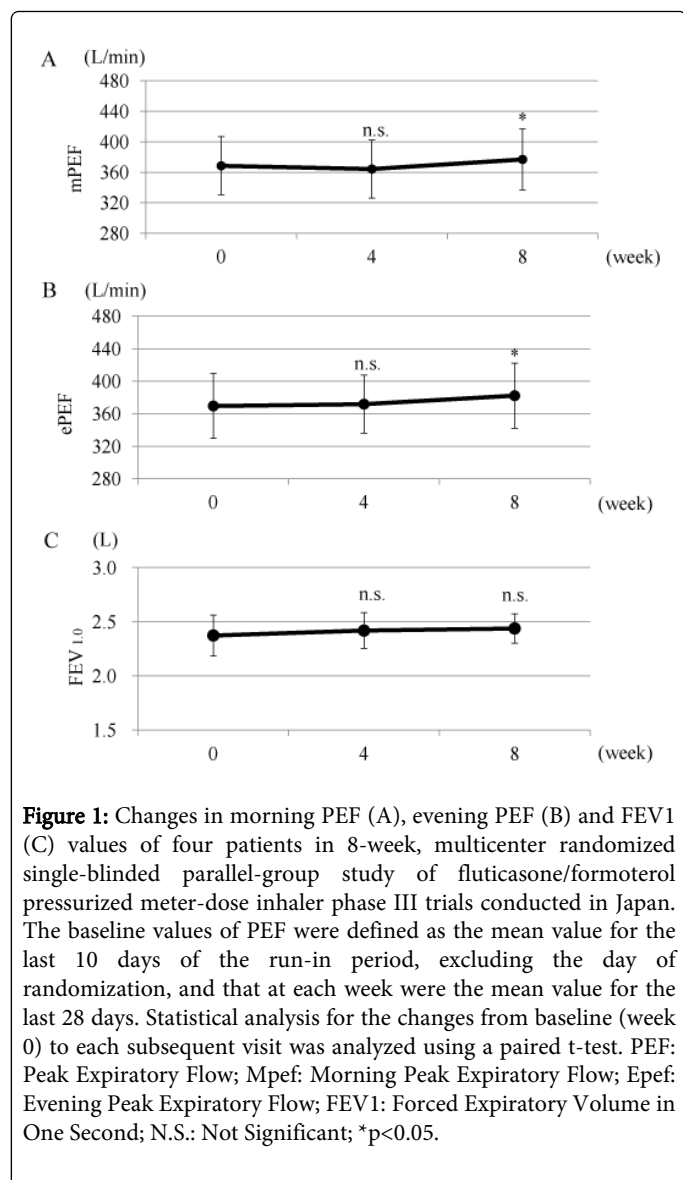 A (L/min)
480
440
400
360
320
280
mPEF
n.s.
*
0 4 8 (week)
B (L/min)
480
440
400
360
320
280
ePEF
n.s.
*
0 4 8 (week)
C (L)
3.0
2.5
2.0
1.5
FEV1.0
n.s. n.s.
0 4 8 (week)
Figure 1: Changes in morning PEF (A), evening PEF (B) and FEV1
(C) values of four patients in 8-week, multicenter randomized
single-blinded parallel-group study of fluticasone/formoterol
pressurized meter-dose inhaler phase III trials conducted in Japan.
The baseline values of PEF were defined as the mean value for the
last 10 days of the run-in period, excluding the day of
randomization, and that at each week were the mean value for the
last 28 days. Statistical analysis for the changes from baseline (week
0) to each subsequent visit was analyzed using a paired t-test. PEF:
Peak Expiratory Flow; Mpef: Morning Peak Expiratory Flow; Epef:
Evening Peak Expiratory Flow; FEV1: Forced Expiratory Volume in
One Second; N.S.: Not Significant; *p<0.05.